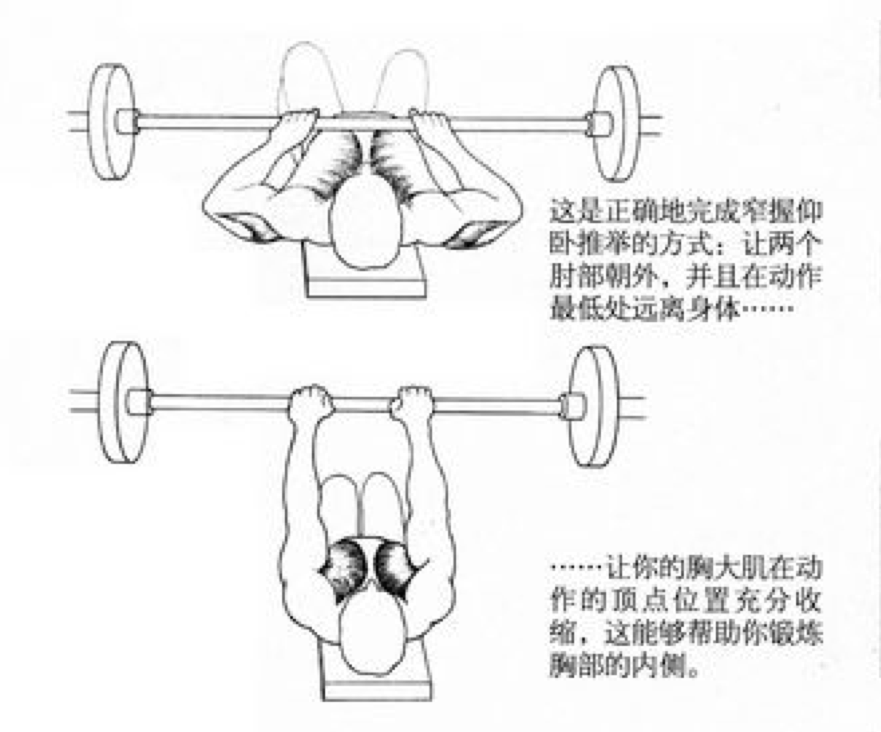 这是正确地完成窄握仰
卧推举的方式：让两个
肘部朝外，并且在动作
最低处远离身体……
……让你的胸大肌在动
作的顶点位置充分收
缩，这能够帮助你锻炼
胸部的内侧。